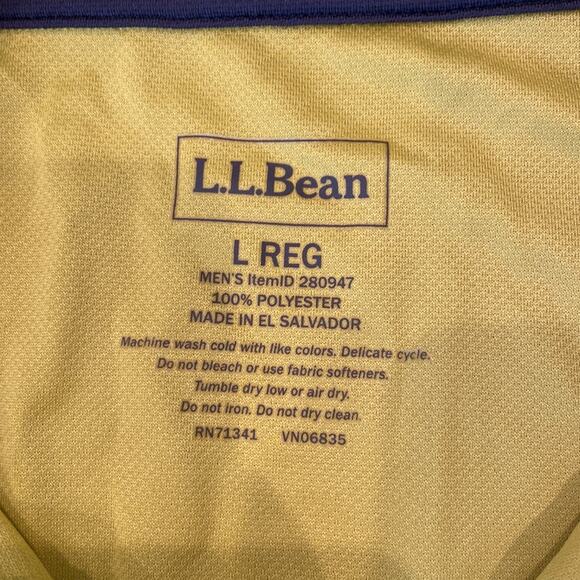 L.L.Bean
L REG
MEN'S ItemID 280947
100% POLYESTER
MADE IN EL SALVADOR
Machine wash cold with like colors. Delicate cycle.
Do not bleach or use fabric softeners.
Tumble dry low or air dry.
Do not iron. Do not dry clean.
RN71341 VN06835